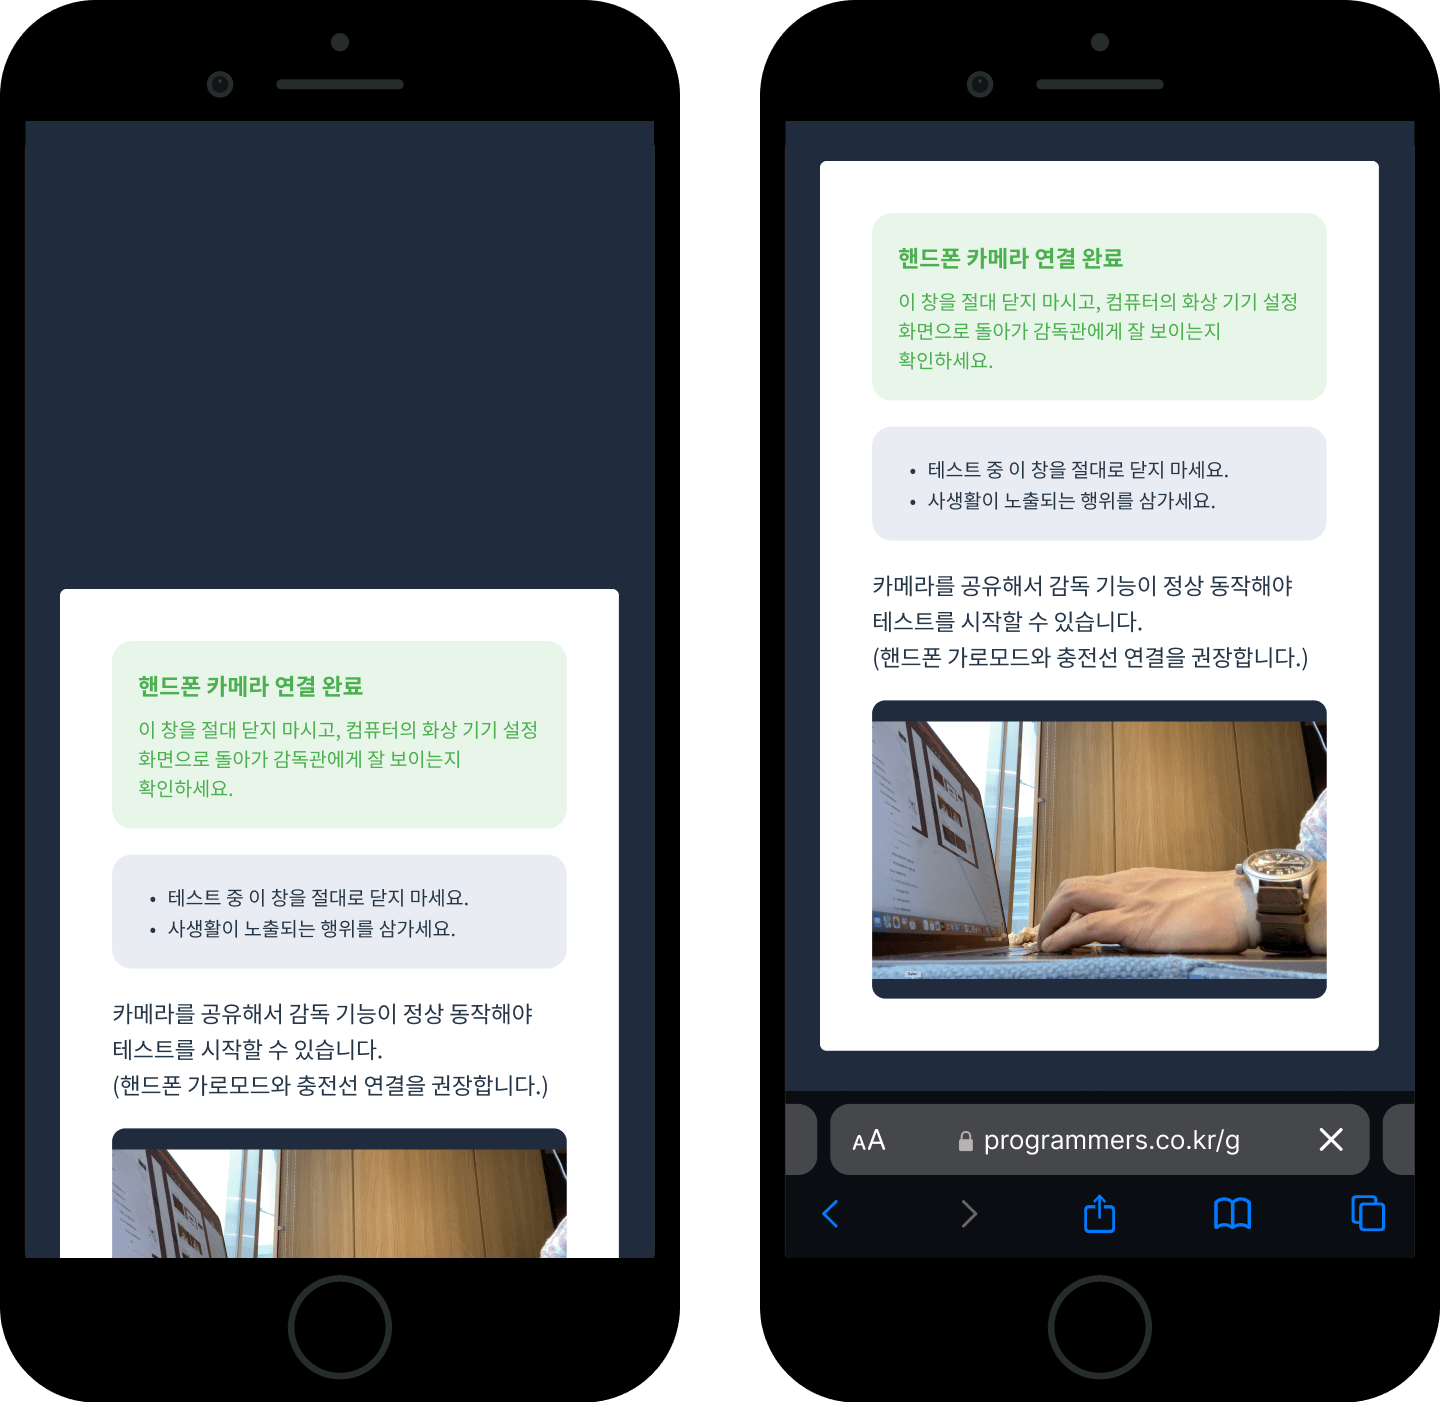 핸드폰 카메라 연결 완료
이 창을 절대 닫지 마시고, 컴퓨터의 화상 기기 설정
화면으로 돌아가 감독관에게 잘 보이는지
확인하세요.
• 테스트 중 이 창을 절대로 닫지 마세요.
• 사생활이 노출되는 행위를 삼가세요.
카메라를 공유해서 감독 기능이 정상 동작해야
테스트를 시작할 수 있습니다.
(핸드폰 가로모드와 충전선 연결을 권장합니다.)
핸드폰 카메라 연결 완료
이 창을 절대 닫지 마시고, 컴퓨터의 화상 기기 설정
화면으로 돌아가 감독관에게 잘 보이는지
확인하세요.
• 테스트 중 이 창을 절대로 닫지 마세요.
• 사생활이 노출되는 행위를 삼가세요.
카메라를 공유해서 감독 기능이 정상 동작해야
테스트를 시작할 수 있습니다.
(핸드폰 가로모드와 충전선 연결을 권장합니다.)
AA programmers.co.kr/g